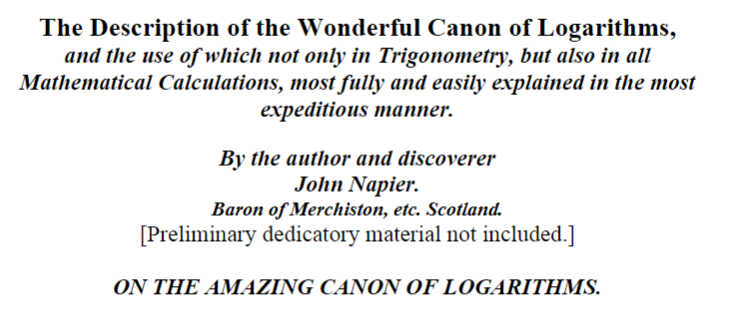 The Description of the Wonderful Canon of Logarithms,
and the use of which not only in Trigonometry, but also in all
Mathematical Calculations, most fully and easily explained in the most
expeditious manner.
By the author and discoverer
John Napier.
Baron of Merchiston, etc. Scotland.
[Preliminary dedicatory material not included.]
ON THE AMAZING CANON OF LOGARITHMS.